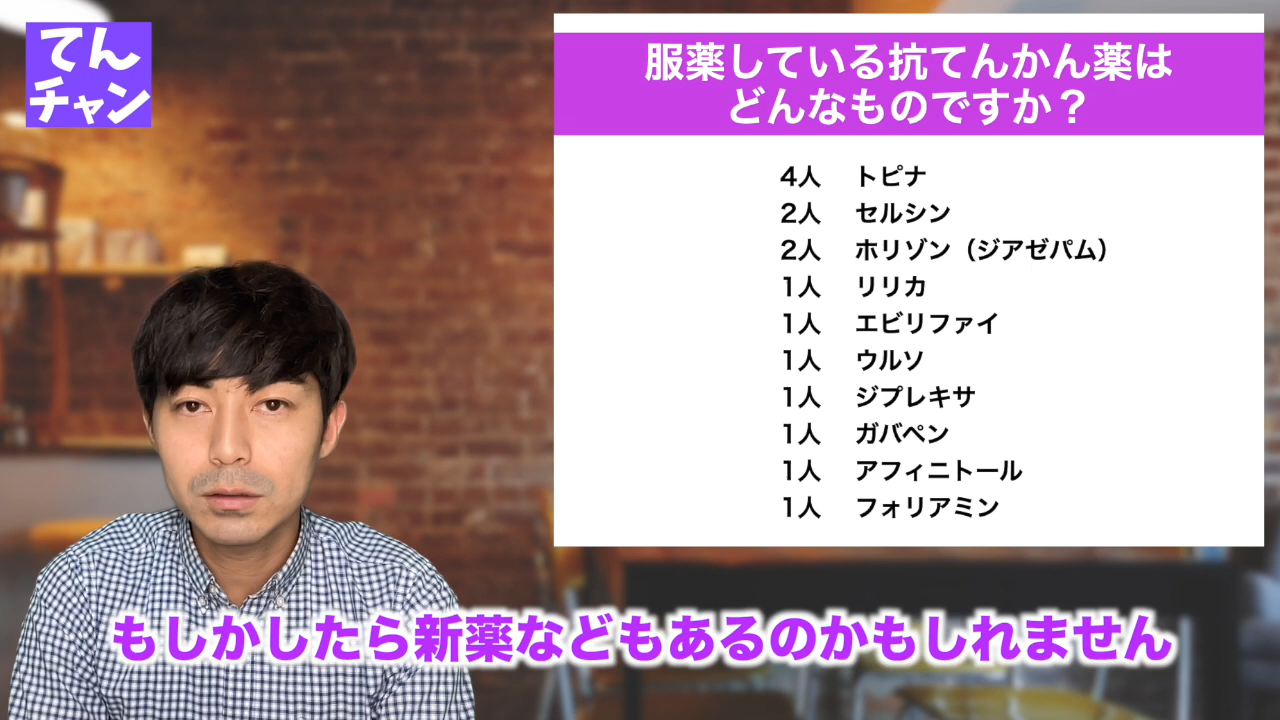 てん
チャン
服薬している抗てんかん薬は
どんなものですか？
4人 トピナ
2人 セルシン
2人 ホリゾン（ジアゼパム）
1人 リリカ
1人 エビリファイ
1人 ウルソ
1人 ジプレキサ
1人 ガバペン
1人 アフィニトール
1人 フォリアミン
もしかしたら新薬などもあるのかもしれません